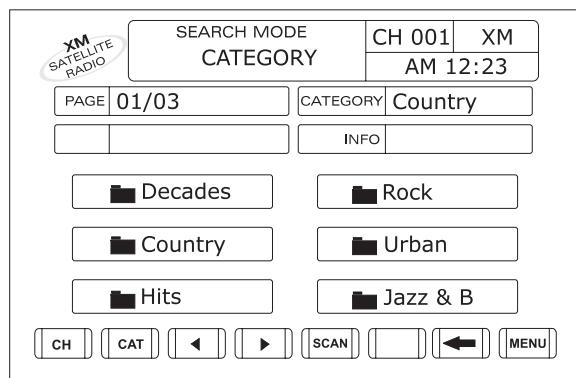 XM
SATELLITE
RADIO
SEARCH MODE
CATEGORY
CH 001 XM
AM 12:23
PAGE 01/03
CATEGORY Country
INFO
Decades
Rock
Country
Urban
Hits
Jazz & B
CH CAT SCAN MENU